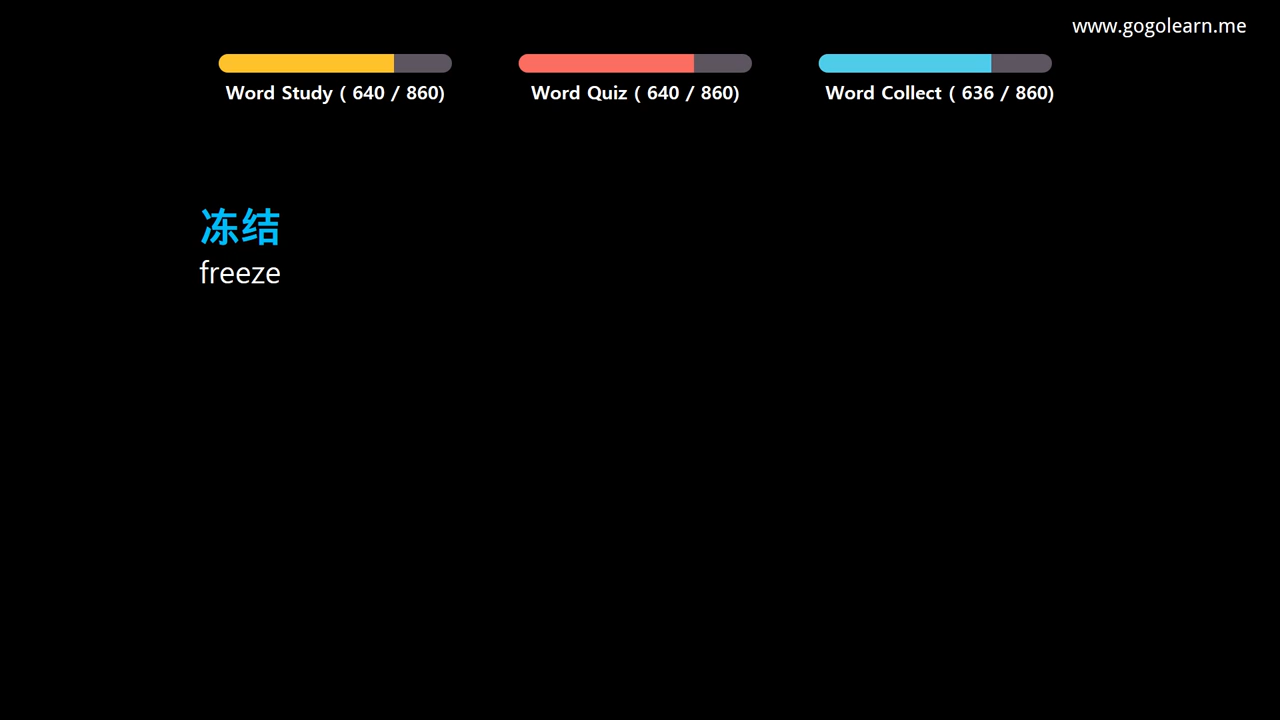 www.gogolearn.me
Word Study ( 640 / 860)
Word Quiz ( 640 / 860)
Word Collect ( 636 / 860)
冻结
freeze